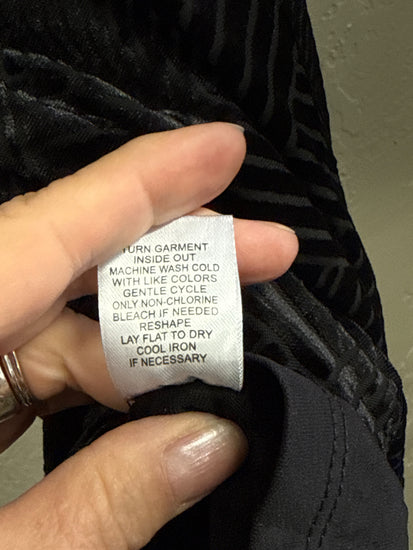 TURN GARMENT
INSIDE OUT
MACHINE WASH COLD
WITH LIKE COLORS
GENTLE CYCLE
ONLY NON-CHLORINE
BLEACH IF NEEDED
RESHAPE
LAY FLAT TO DRY
COOL IRON
IF NECESSARY